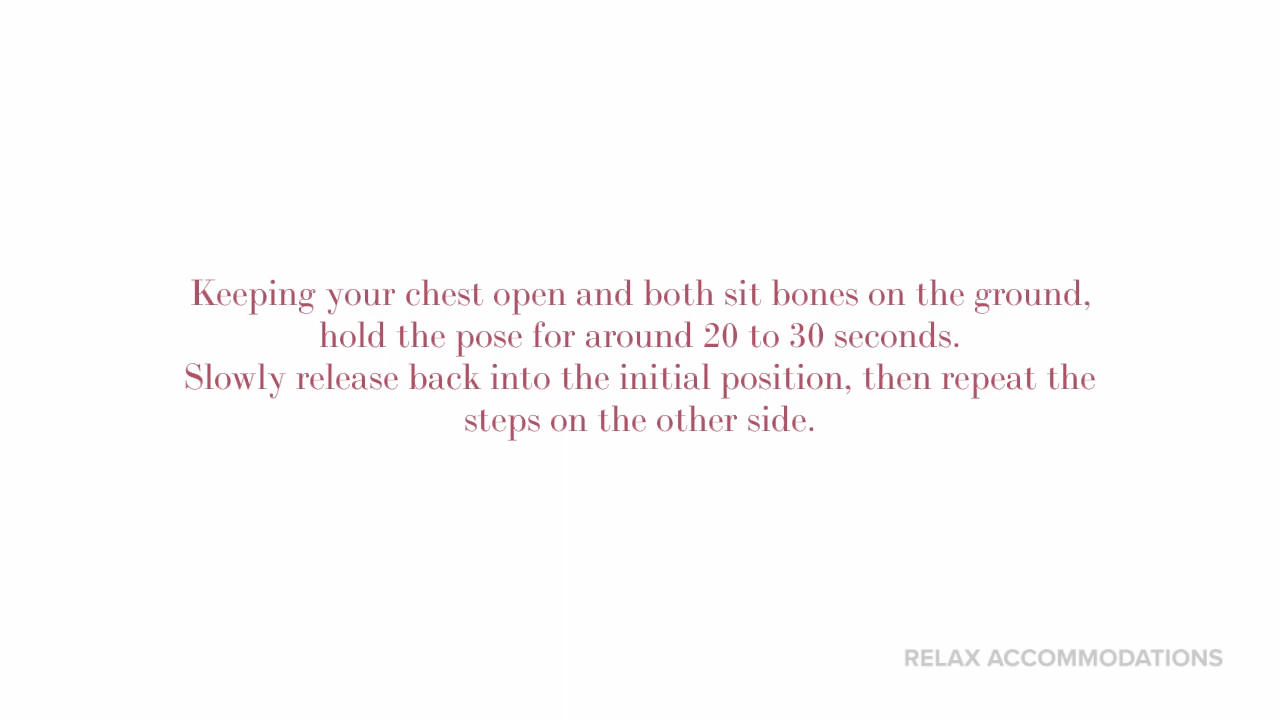 Keeping your chest open and both sit bones on the ground,
hold the pose for around 20 to 30 seconds.
Slowly release back into the initial position, then repeat the
steps on the other side.
RELAX ACCOMMODATIONS